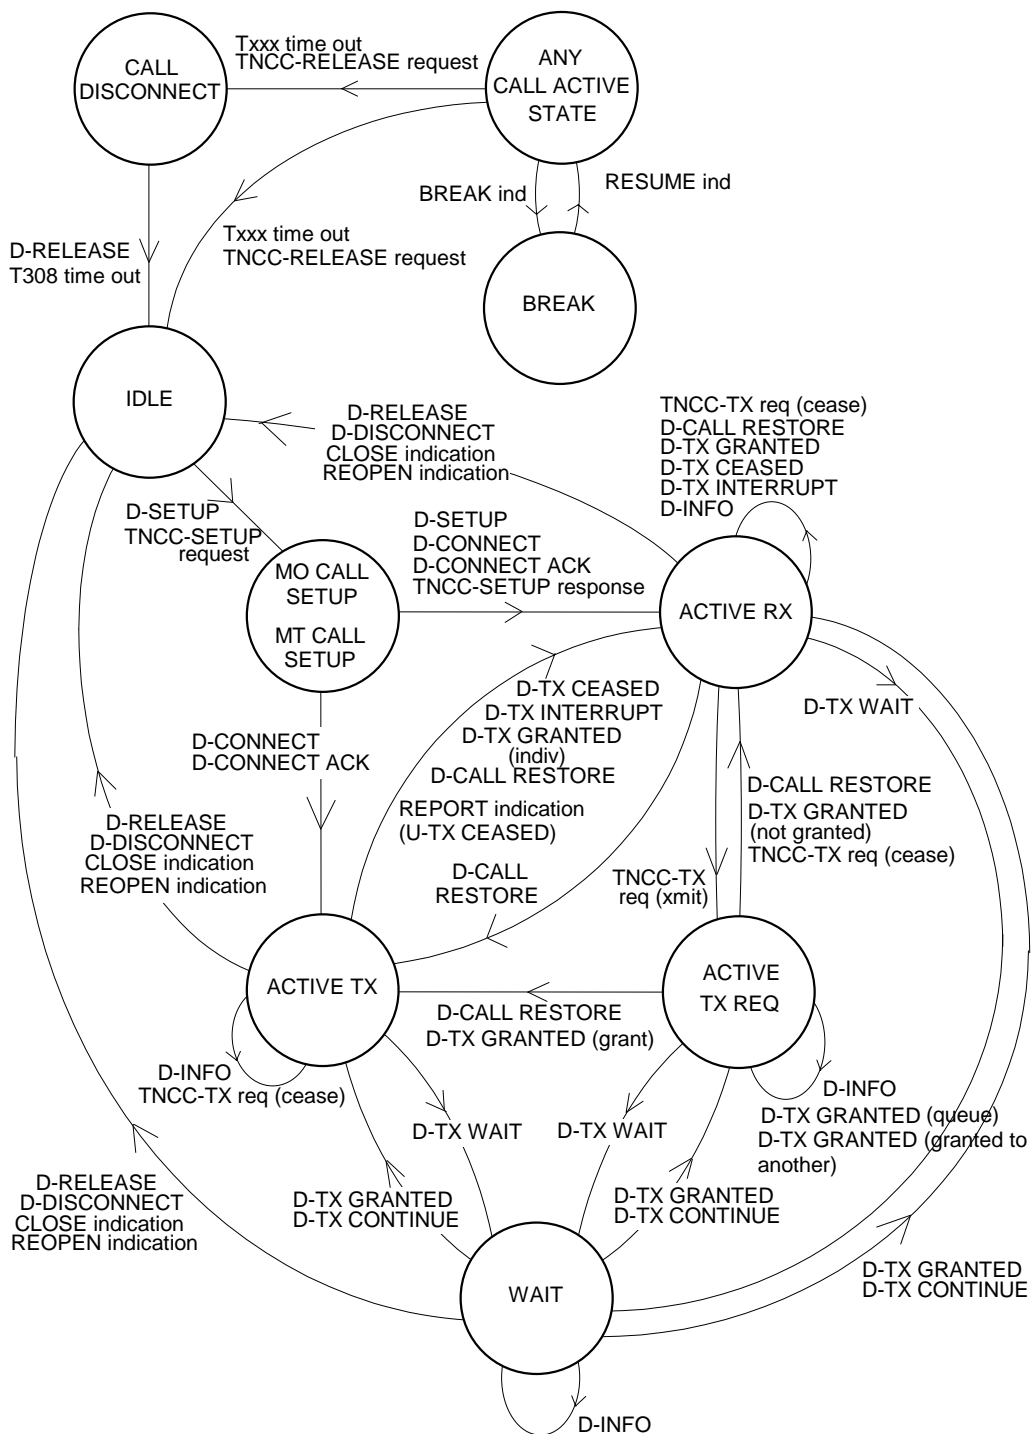 Txxx time out
TNCC-RELEASE request
CALL
DISCONNECT
ANY
CALL ACTIVE
STATE
BREAK ind
RESUME ind
D-RELEASE
T308 time out
Txxx time out
TNCC-RELEASE request
BREAK
IDLE
D-RELEASE
D-DISCONNECT
CLOSE indication
REOPEN indication
TNCC-TX req (cease)
D-CALL RESTORE
D-TX GRANTED
D-TX CEASED
D-TX INTERRUPT
D-INFO
D-SETUP
TNCC-SETUP
request
D-SETUP
D-CONNECT
D-CONNECT ACK
TNCC-SETUP response
MO CALL
SETUP
MT CALL
SETUP
ACTIVE RX
D-TX CEASED
D-TX INTERRUPT
D-TX GRANTED
(indiv)
D-CALL RESTORE
D-TX WAIT
D-CONNECT
D-CONNECT ACK
REPORT indication
(U-TX CEASED)
D-CALL RESTORE
D-TX GRANTED
(not granted)
TNCC-TX req (cease)
D-RELEASE
D-DISCONNECT
CLOSE indication
REOPEN indication
D-CALL
RESTORE
TNCC-TX
req (xmit)
ACTIVE TX
ACTIVE
TX REQ
D-CALL RESTORE
D-TX GRANTED (grant)
D-INFO
TNCC-TX req (cease)
D-INFO
D-TX GRANTED (queue)
D-TX GRANTED (granted to
another)
D-TX WAIT
D-TX WAIT
D-RELEASE
D-DISCONNECT
CLOSE indication
REOPEN indication
D-TX GRANTED
D-TX CONTINUE
D-TX GRANTED
D-TX CONTINUE
D-TX GRANTED
D-TX CONTINUE
WAIT
D-INFO